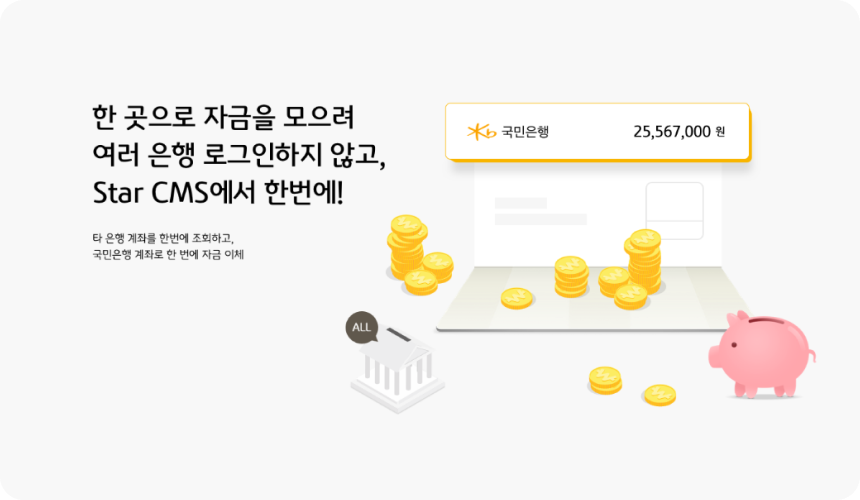 한 곳으로 자금을 모으려
여러 은행 로그인하지 않고,
Star CMS에서 한번에!
타 은행 계좌를 한번에 조회하고,
국민은행 계좌로 한 번에 자금 이체
국민은행 25,567,000 원
ALL